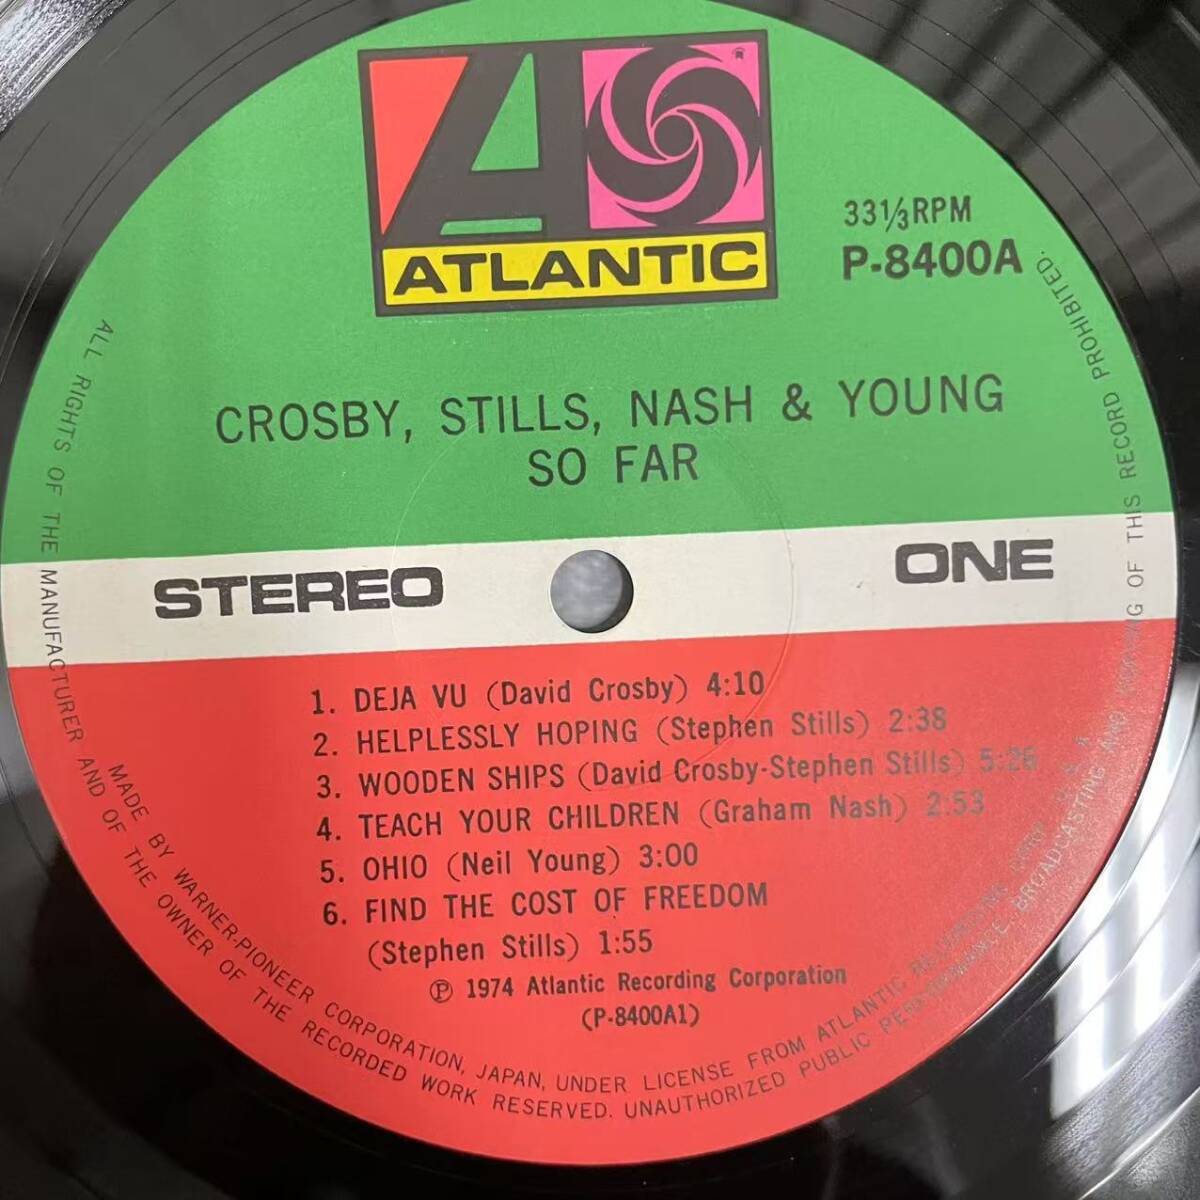 ATLANTIC
®
33 1/3 RPM
P-8400A
CROSBY, STILLS, NASH & YOUNG
SO FAR
STEREO
ONE
1. DEJA VU (David Crosby) 4:10
2. HELPLESSLY HOPING (Stephen Stills) 2:38
3. WOODEN SHIPS (David Crosby-Stephen Stills) 5:26
4. TEACH YOUR CHILDREN (Graham Nash) 2:53
5. OHIO (Neil Young) 3:00
6. FIND THE COST OF FREEDOM
(Stephen Stills) 1:55
Ⓟ 1974 Atlantic Recording Corporation
(P-8400A1)
MADE BY WARNER-PIONEER CORPORATION, JAPAN, UNDER LICENSE FROM ATLANTIC RECORDING
ALL RIGHTS OF THE MANUFACTURER AND OF THE OWNER OF THE RECORDED WORK RESERVED. UNAUTHORIZED PUBLIC PERFORMANCE, BROADCASTING AND COPYING OF THIS RECORD PROHIBITED.